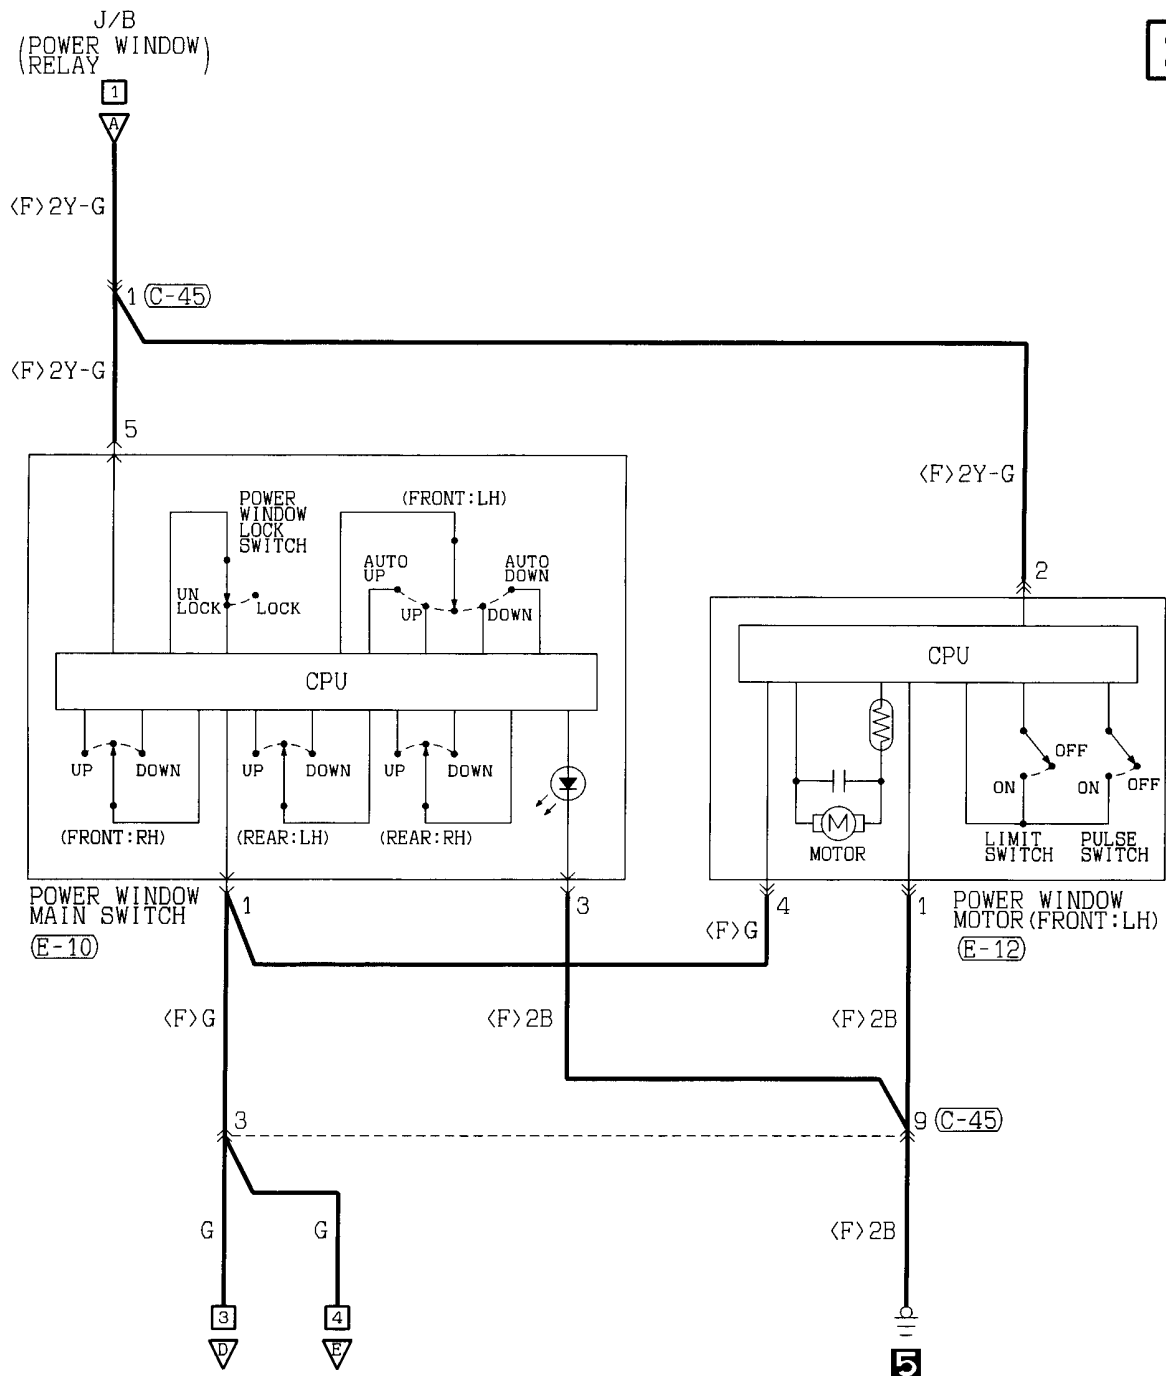 J/B
(POWER WINDOW
RELAY)
1
A
<F>2Y-G
1 (C-45)
<F>2Y-G
5
<F>2Y-G
2
POWER
WINDOW
LOCK
SWITCH
UN
LOCK
LOCK
(FRONT:LH)
AUTO
UP
UP
DOWN
AUTO
DOWN
CPU
UP
DOWN
(FRONT:RH)
UP
DOWN
(REAR:LH)
UP
DOWN
(REAR:RH)
CPU
M
MOTOR
OFF
ON
LIMIT
SWITCH
OFF
ON
PULSE
SWITCH
POWER WINDOW
MAIN SWITCH
(E-10)
1
3
4
1
POWER WINDOW
MOTOR(FRONT:LH)
(E-12)
<F>G
<F>G
<F>2B
<F>2B
3
9 (C-45)
G
G
<F>2B
3
D
4
E
5